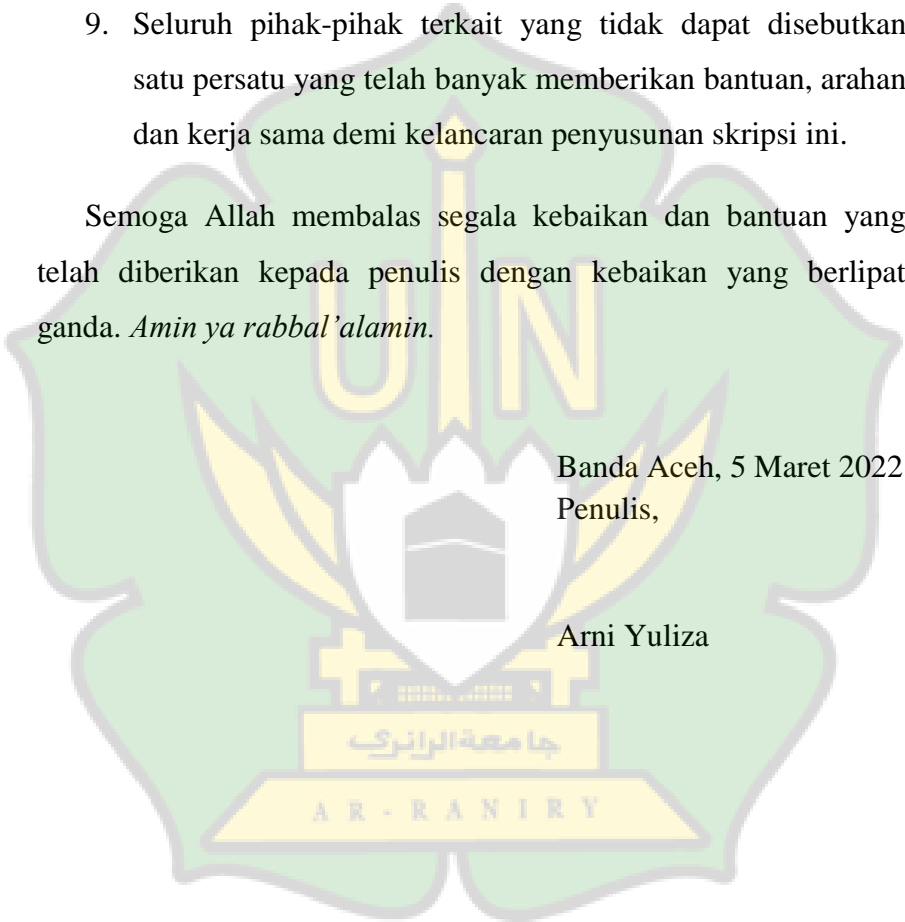 9. Seluruh pihak-pihak terkait yang tidak dapat disebutkan
satu persatu yang telah banyak memberikan bantuan, arahan
dan kerja sama demi kelancaran penyusunan skripsi ini.
Semoga Allah membalas segala kebaikan dan bantuan yang
telah diberikan kepada penulis dengan kebaikan yang berlipat
ganda. Amin ya rabbal’alamin.
UIN
Banda Aceh, 5 Maret 2022
Penulis,
Arni Yuliza
جامعة الرانري
AR-RANIRY